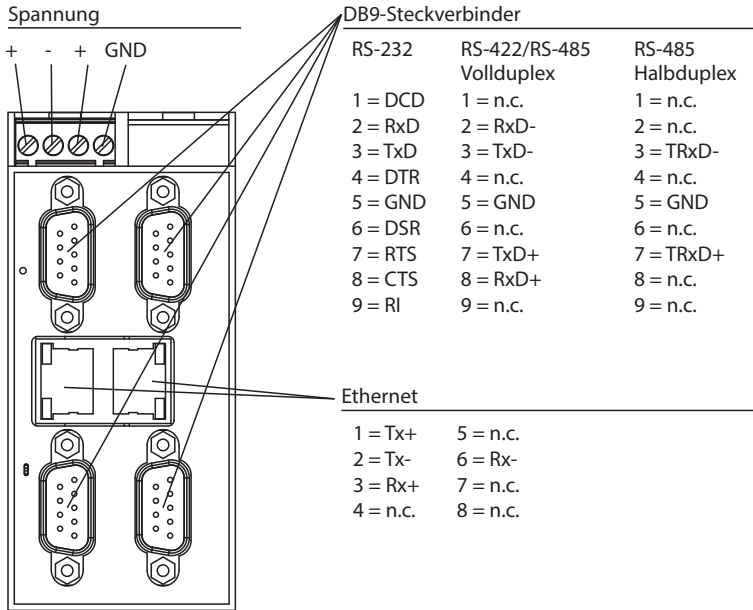 Spannung
+ - + GND
DB9-Steckverbinder
RS-232 RS-422/RS-485 RS-485
Vollduplex Halbduplex
1 = DCD 1 = n.c. 1 = n.c.
2 = RxD 2 = RxD- 2 = n.c.
3 = TxD 3 = TxD- 3 = TRxD-
4 = DTR 4 = n.c. 4 = n.c.
5 = GND 5 = GND 5 = GND
6 = DSR 6 = n.c. 6 = n.c.
7 = RTS 7 = TxD+ 7 = TRxD+
8 = CTS 8 = RxD+ 8 = n.c.
9 = RI 9 = n.c. 9 = n.c.
Ethernet
1 = Tx+ 5 = n.c.
2 = Tx- 6 = Rx-
3 = Rx+ 7 = n.c.
4 = n.c. 8 = n.c.